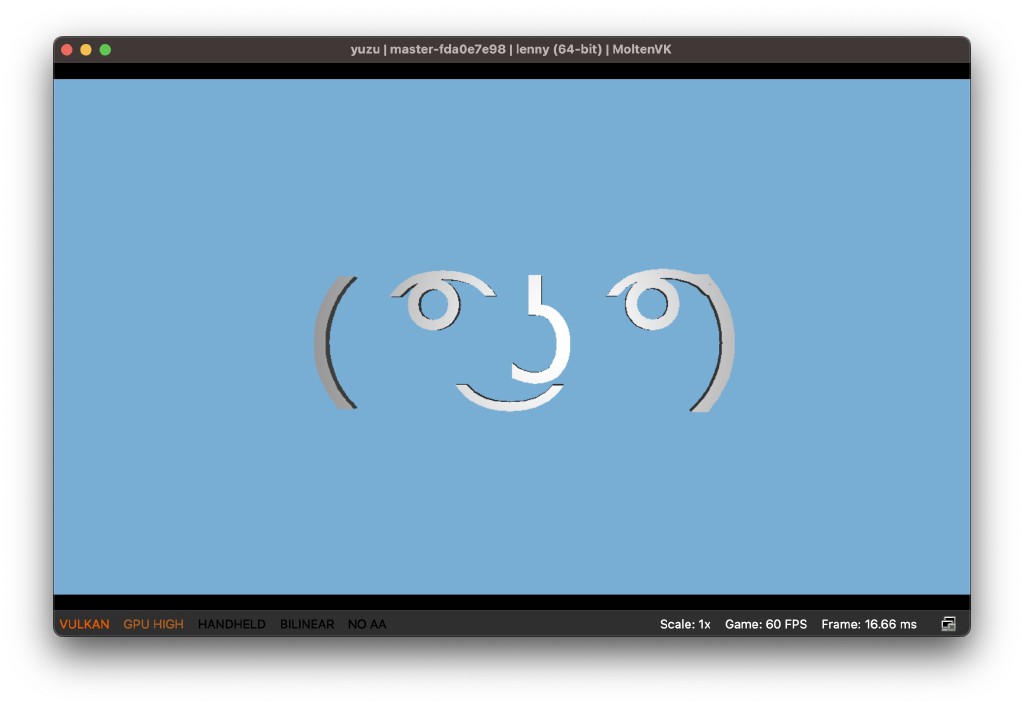 yuzu | master-fda0e7e98 | lenny (64-bit) | MoltenVK
( ͡° ͜ʖ ͡°)
VULKAN GPU HIGH HANDHELD BILINEAR NO AA Scale: 1x Game: 60 FPS Frame: 16.66 ms